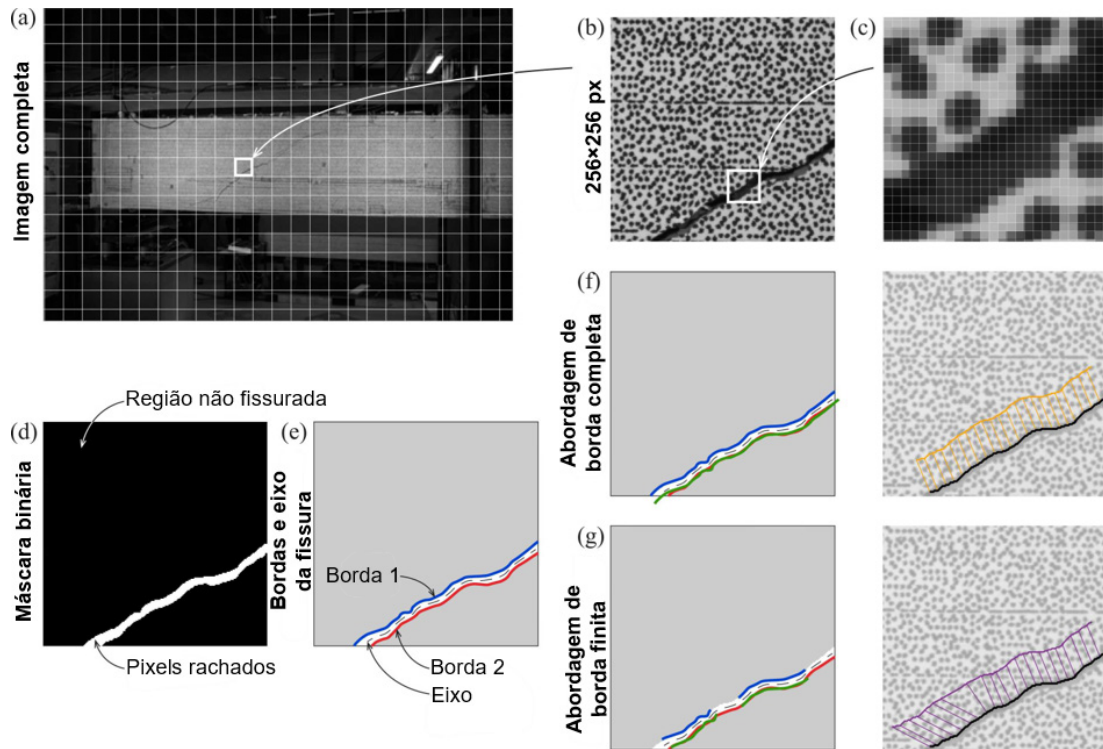 (a)
Imagem completa
(b)
256×256 px
(c)
(d)
Máscara binária
Região não fissurada
Pixels rachados
(e)
Bordas e eixo
da fissura
Borda 1
Borda 2
Eixo
(f)
Abordagem de
borda completa
(g)
Abordagem de
borda finita